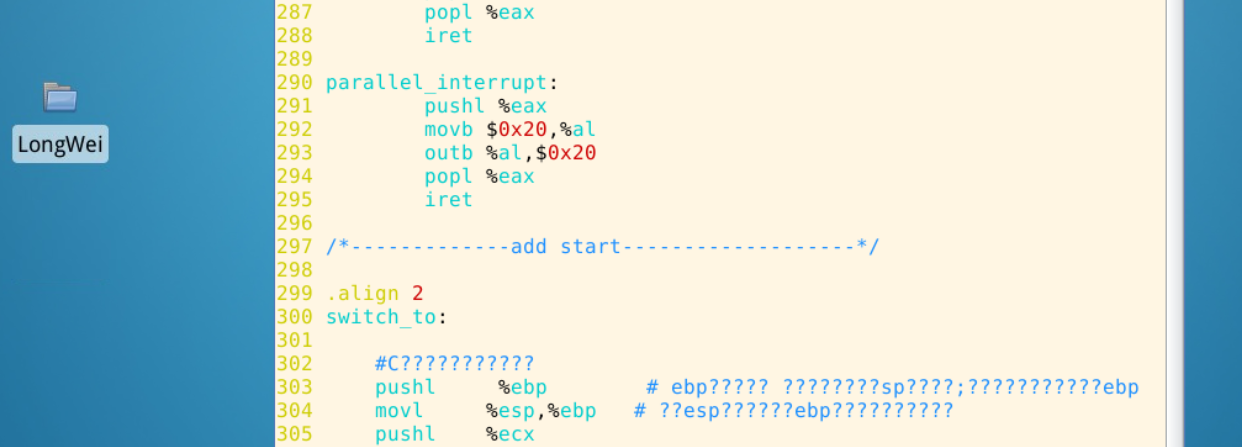 287 popl %eax
288 iret
289
290 parallel_interrupt:
291 pushl %eax
292 movb $0x20,%al
293 outb %al,$0x20
294 popl %eax
295 iret
296
297 /*-------------add start-------------------*/
298
299 .align 2
300 switch_to:
301
302 #C???????????
303 pushl %ebp # ebp????? ????????sp????;???????????ebp
304 movl %esp,%ebp # ??esp??????ebp??????????
305 pushl %ecx
LongWei